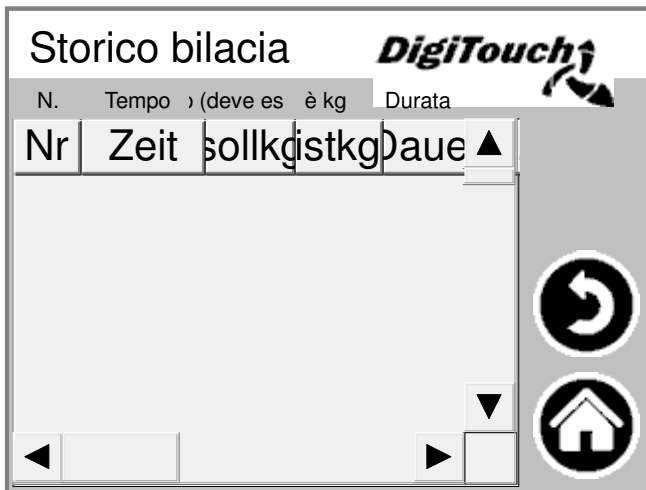 Storico bilacia
DigiTouch
N. Tempo (deve es è kg Durata
Nr Zeit sollkg istkg Daue